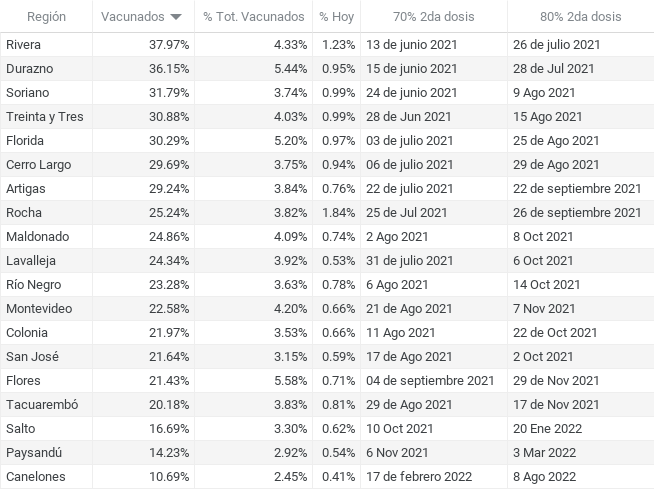 Región Vacunados % Tot. Vacunados % Hoy 70% 2da dosis 80% 2da dosis
Rivera 37.97% 4.33% 1.23% 13 de junio 2021 26 de julio 2021
Durazno 36.15% 5.44% 0.95% 15 de junio 2021 28 de Jul 2021
Soriano 31.79% 3.74% 0.99% 24 de junio 2021 9 Ago 2021
Treinta y Tres 30.88% 4.03% 0.99% 28 de Jun 2021 15 Ago 2021
Florida 30.29% 5.20% 0.97% 03 de julio 2021 25 de Ago 2021
Cerro Largo 29.69% 3.75% 0.94% 06 de julio 2021 29 de Ago 2021
Artigas 29.24% 3.84% 0.76% 22 de julio 2021 22 de septiembre 2021
Rocha 25.24% 3.82% 1.84% 25 de Jul 2021 26 de septiembre 2021
Maldonado 24.86% 4.09% 0.74% 2 Ago 2021 8 Oct 2021
Lavalleja 24.34% 3.92% 0.53% 31 de julio 2021 6 Oct 2021
Río Negro 23.28% 3.63% 0.78% 6 Ago 2021 14 Oct 2021
Montevideo 22.58% 4.20% 0.66% 21 de Ago 2021 7 Nov 2021
Colonia 21.97% 3.53% 0.66% 11 Ago 2021 22 de Oct 2021
San José 21.64% 3.15% 0.59% 17 de Ago 2021 2 Oct 2021
Flores 21.43% 5.58% 0.71% 04 de septiembre 2021 29 de Nov 2021
Tacuarembó 20.18% 3.83% 0.81% 29 de Ago 2021 17 de Nov 2021
Salto 16.69% 3.30% 0.62% 10 Oct 2021 20 Ene 2022
Paysandú 14.23% 2.92% 0.54% 6 Nov 2021 3 Mar 2022
Canelones 10.69% 2.45% 0.41% 17 de febrero 2022 8 Ago 2022